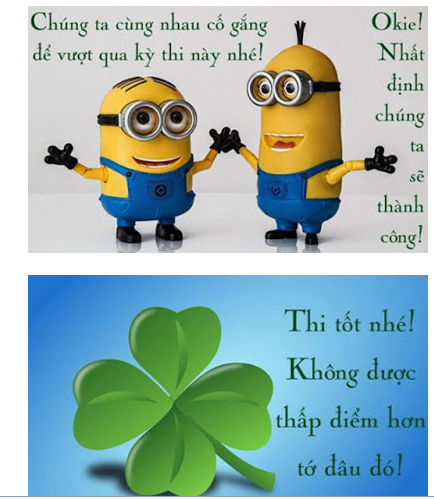 Chúng ta cùng nhau cố gắng
để vượt qua kỳ thi này nhé!
Okie!
Nhất
định
chúng
ta
sẽ
thành
công!
Thi tốt nhé!
Không được
thấp điểm hơn
tớ đâu đó!